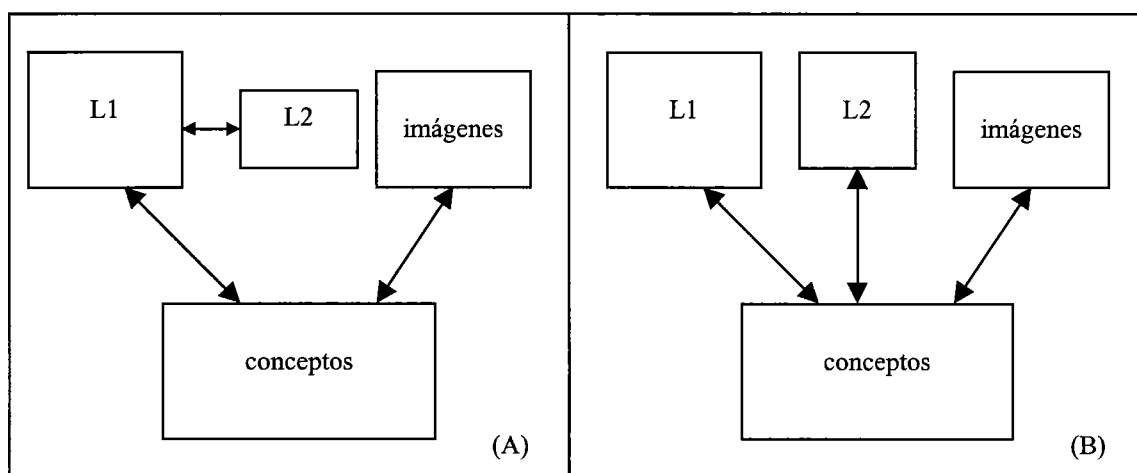 L1
L2
imágenes
conceptos
(A)
L1
L2
imágenes
conceptos
(B)